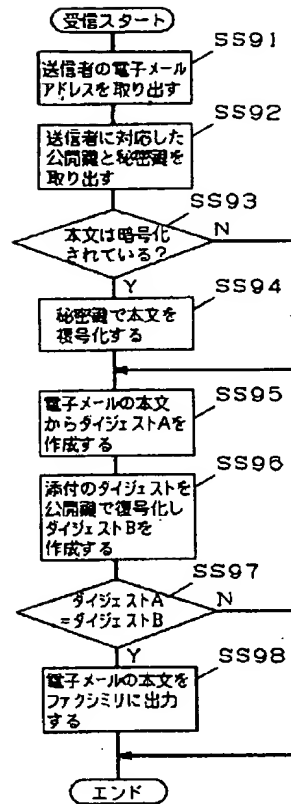 受信スタート
SS91
送信者の電子メール
アドレスを取り出す
SS92
送信者に対応した
公開鍵と秘密鍵を
取り出す
SS93
本文は暗号化
されている?
N
Y
SS94
秘密鍵で本文を
復号化する
SS95
電子メールの本文
からダイジェストAを
作成する
SS96
添付のダイジェストを
公開鍵で復号化し
ダイジェストBを
作成する
SS97
ダイジェストA
=ダイジェストB
N
Y
SS98
電子メールの本文を
ファクシミリに出力
する
エンド